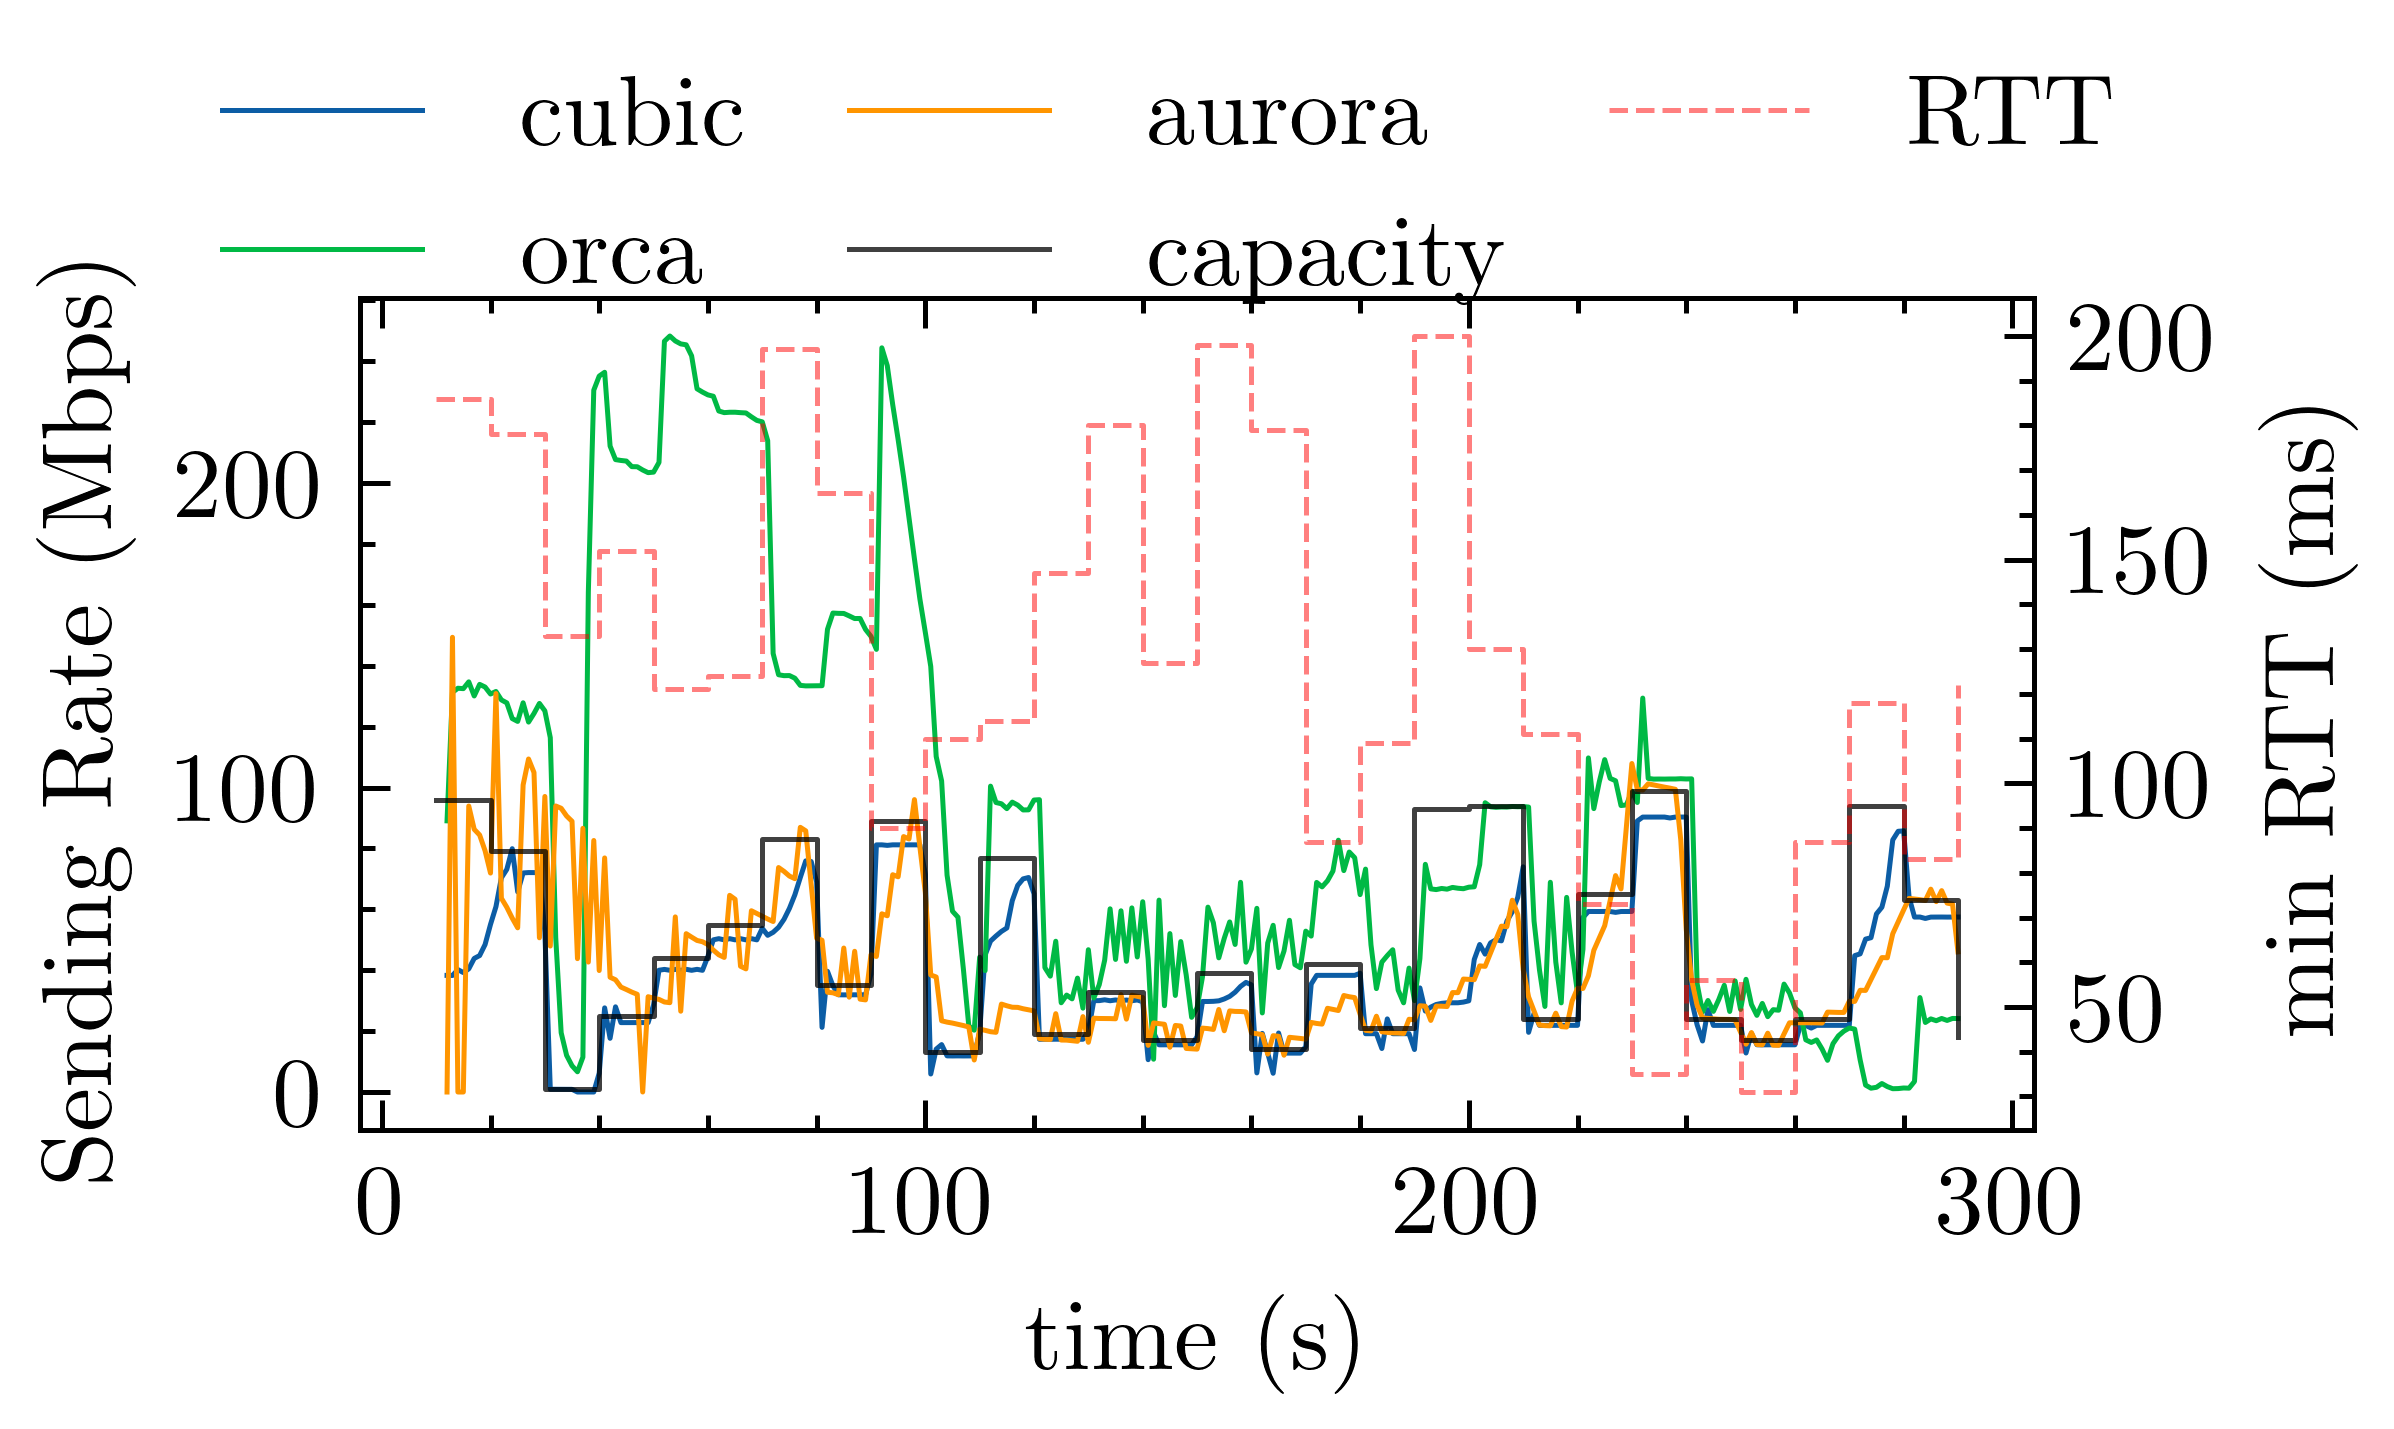 cubic
aurora
RTT
orca
capacity
Sending Rate (Mbps)
200
100
0
200
150
100
50
min RTT (ms)
0
100
200
300
time (s)